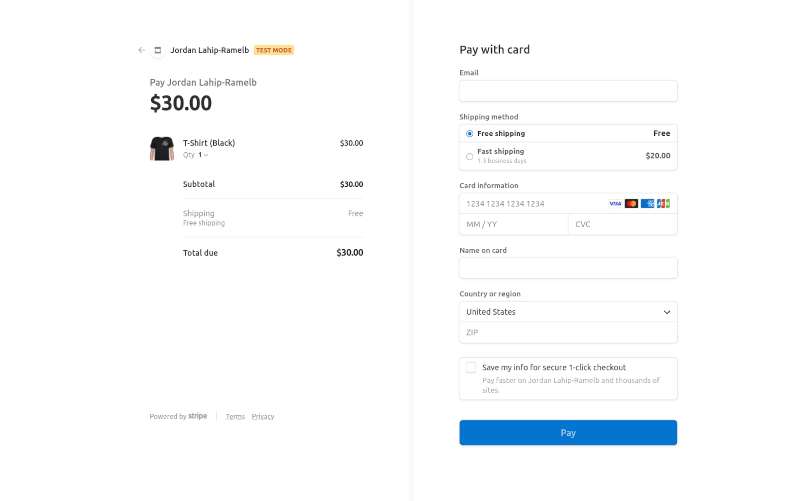 Jordan Lahip-Ramelb TEST MODE
Pay Jordan Lahip-Ramelb
$30.00
T-Shirt (Black) $30.00
Qty 1
Subtotal $30.00
Shipping Free
Free shipping
Total due $30.00
Powered by stripe Terms Privacy
Pay with card
Email
Shipping method
Free shipping Free
Fast shipping $20.00
1-3 business days
Card information
1234 1234 1234 1234 VISA JCB
MM / YY CVC
Name on card
Country or region
United States
ZIP
Save my info for secure 1-click checkout
Pay faster on Jordan Lahip-Ramelb and thousands of
sites.
Pay